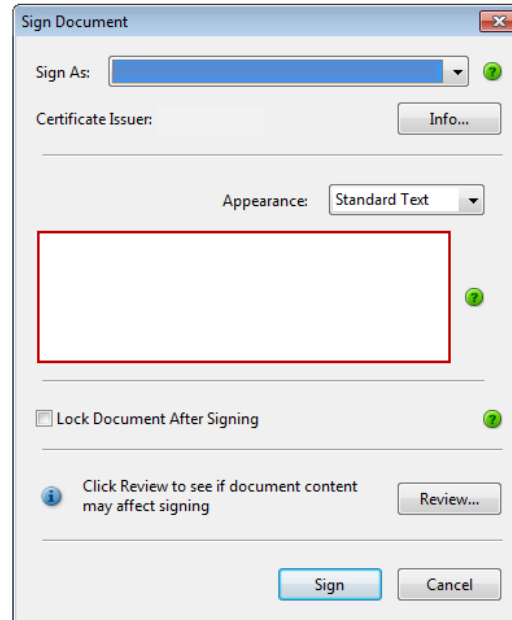 Sign Document
Sign As:
Certificate Issuer:
Info...
Appearance:
Standard Text
Lock Document After Signing
Click Review to see if document content
may affect signing
Review...
Sign
Cancel